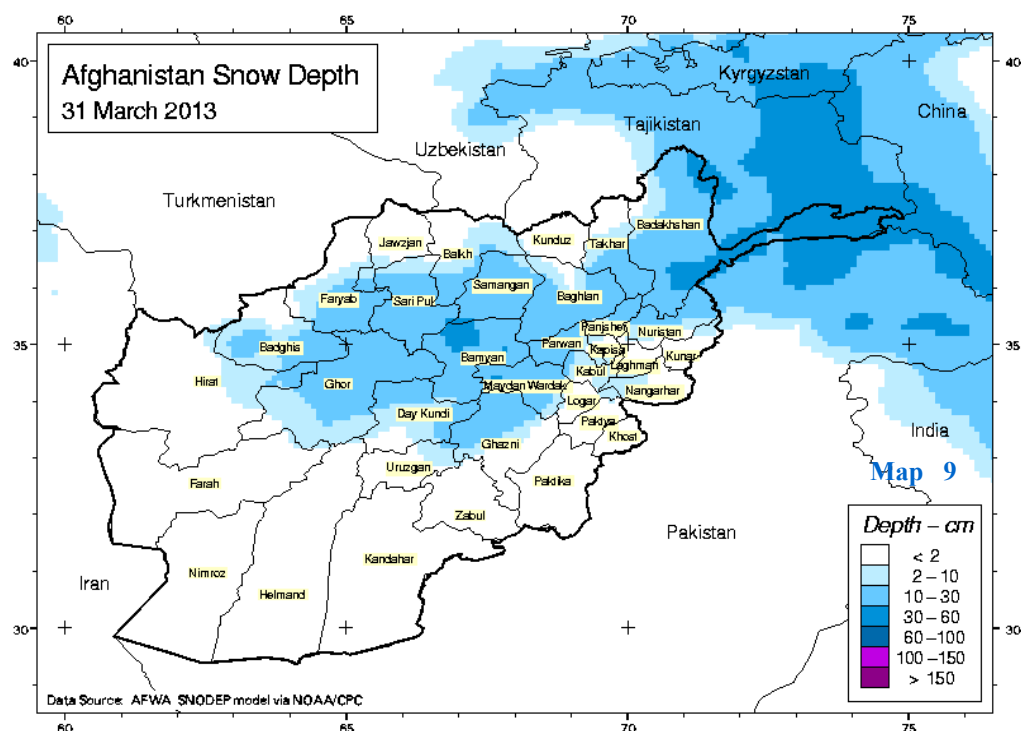 60 65 70 75
40 40
Afghanistan Snow Depth
31 March 2013
Kyrgyzstan
China
Tajikistan
Uzbekistan
Turkmenistan
Badakhshan
Jawzjan
Kunduz
Takhar
Balkh
Samangan
Baghlan
Faryab
Sari Pul
Panjsher
Nuristan
35 35
Badghis
Parwan
Kapisa
Kunar
Bamyan
Laghman
Kabul
Hirat
Ghor
Maydan Wardak
Nangarhar
Logar
Day Kundi
Paktya
Khost
Ghazni
India
Uruzgan
Map 9
Farah
Paktika
Zabul
Pakistan
Kandahar
Iran
Nimroz
Helmand
30 30
Depth – cm
< 2
2 – 10
10 – 30
30 – 60
60 – 100
100 – 150
> 150
Data Source: AFWA SNODEP model via NOAA/CPC
60 65 70 75